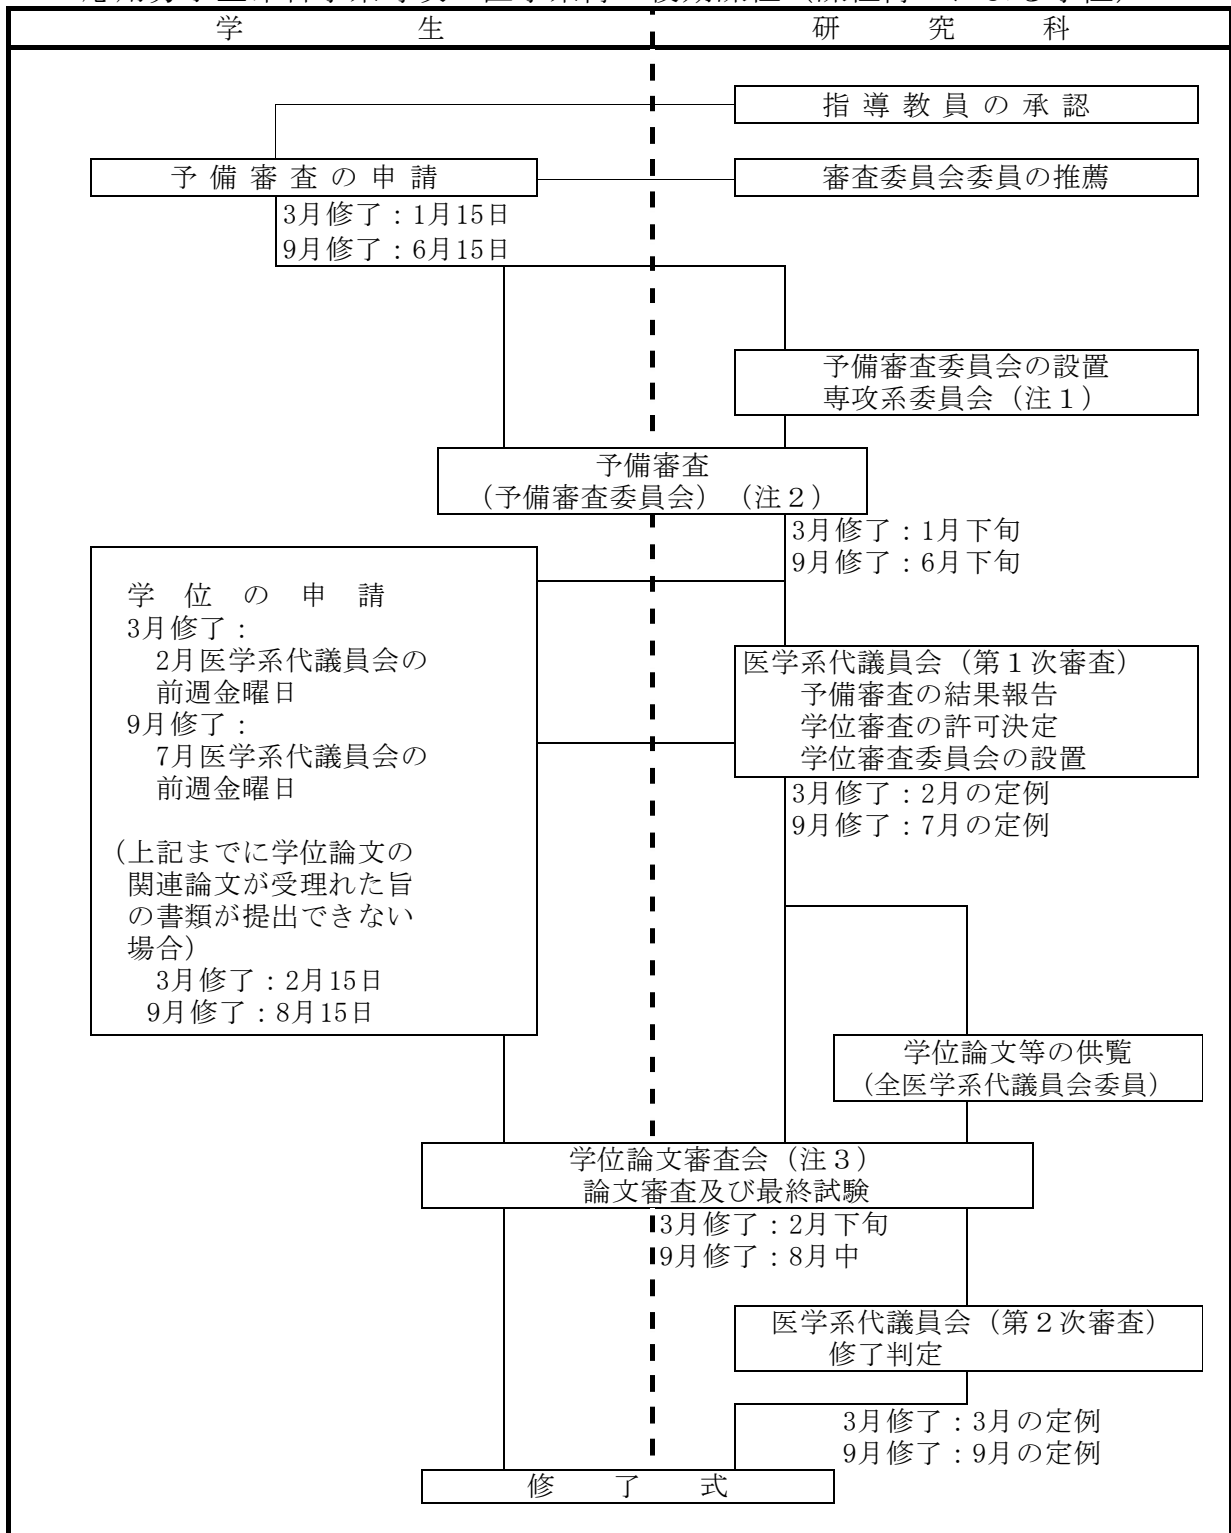 学 生
研 究 科
指 導 教 員 の 承 認
予 備 審 査 の 申 請
審査委員会委員の推薦
3月修了：1月15日
9月修了：6月15日
予備審査委員会の設置
専攻系委員会（注１）
予備審査
（予備審査委員会）（注２）
3月修了：1月下旬
9月修了：6月下旬
学 位 の 申 請
3月修了：
2月医学系代議員会の
前週金曜日
9月修了：
7月医学系代議員会の
前週金曜日
（上記までに学位論文の
関連論文が受理れた旨
の書類が提出できない
場合）
3月修了：2月15日
9月修了：8月15日
医学系代議員会（第１次審査）
予備審査の結果報告
学位審査の許可決定
学位審査委員会の設置
3月修了：2月の定例
9月修了：7月の定例
学位論文等の供覧
（全医学系代議員会委員）
学位論文審査会（注３）
論文審査及び最終試験
3月修了：2月下旬
9月修了：8月中
医学系代議員会（第２次審査）
修了判定
3月修了：3月の定例
9月修了：9月の定例
修 了 式